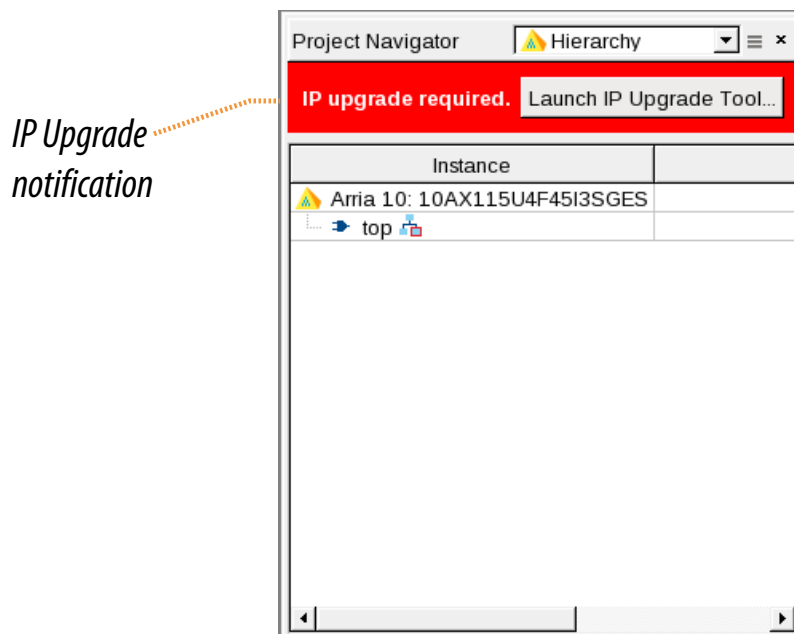 Project Navigator Hierarchy
IP upgrade required. Launch IP Upgrade Tool...
IP Upgrade
notification
Instance
Arria 10: 10AX115U4F45I3SGES
top